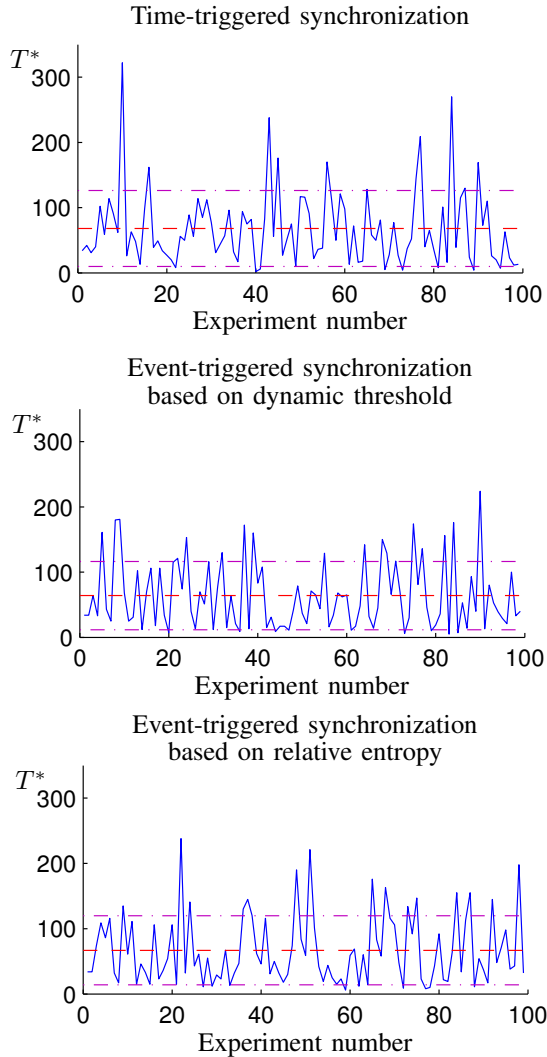 Time-triggered synchronization
T*
300
200
100
0
0 20 40 60 80 100
Experiment number
Event-triggered synchronization
based on dynamic threshold
T*
300
200
100
0
0 20 40 60 80 100
Experiment number
Event-triggered synchronization
based on relative entropy
T*
300
200
100
0
0 20 40 60 80 100
Experiment number